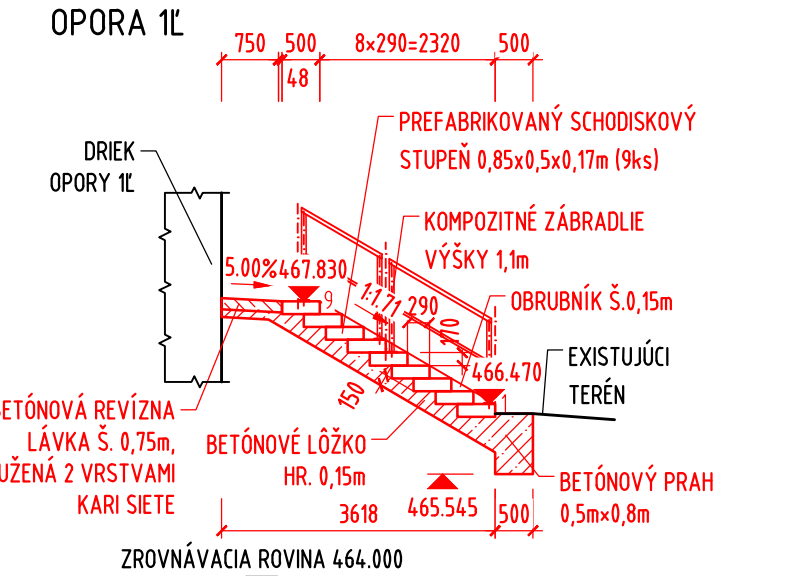 OPORA 1Ľ
750 500 8×290=2320 500
48
PREFABRIKOVANÝ SCHODISKOVÝ
STUPEŇ 0,85x0,5x0,17m (9ks)
DRIEK
OPORY 1Ľ
KOMPOZITNÉ ZÁBRADLIE
VÝŠKY 1,1m
5.00% 467.830
9
1:1.71
290
170
OBRUBNÍK Š.0,15m
EXISTUJÚCI
TERÉN
466.470
1
150
REVÍZNA
LÁVKA Š. 0,75m,
2 VRSTVAMI
KARI SIETE
BETÓNOVÉ LÔŽKO
HR. 0,15m
BETÓNOVÝ PRAH
0,5m×0,8m
465.545
3618 500
ZROVNÁVACIA ROVINA 464.000